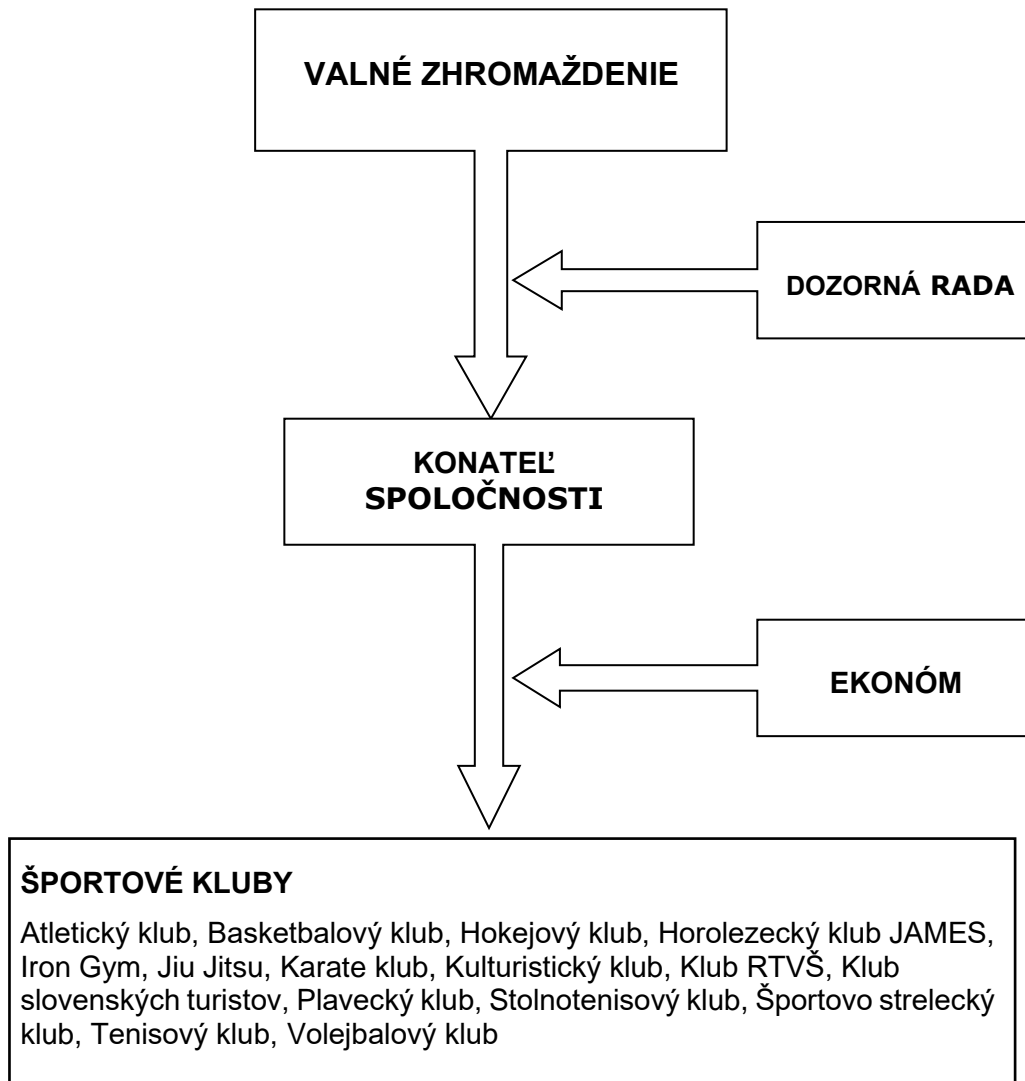 VALNÉ ZHROMAŽDENIE
DOZORNÁ RADA
KONATEĽ
SPOLOČNOSTI
EKONÓM
ŠPORTOVÉ KLUBY
Atletický klub, Basketbalový klub, Hokejový klub, Horolezecký klub JAMES,
Iron Gym, Jiu Jitsu, Karate klub, Kulturistický klub, Klub RTVŠ, Klub
slovenských turistov, Plavecký klub, Stolnotenisový klub, Športovo strelecký
klub, Tenisový klub, Volejbalový klub